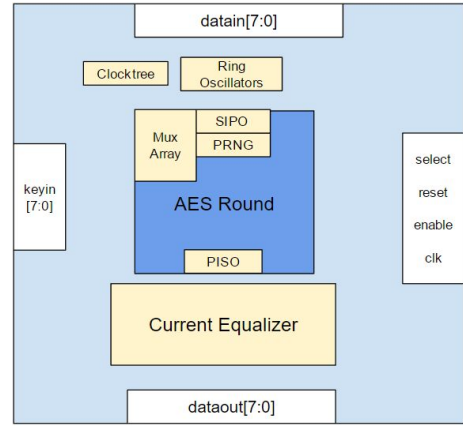 datain[7:0]
Clocktree
Ring
Oscillators
Mux
Array
SIPO
PRNG
keyin
[7:0]
select
reset
enable
clk
AES Round
PISO
Current Equalizer
dataout[7:0]